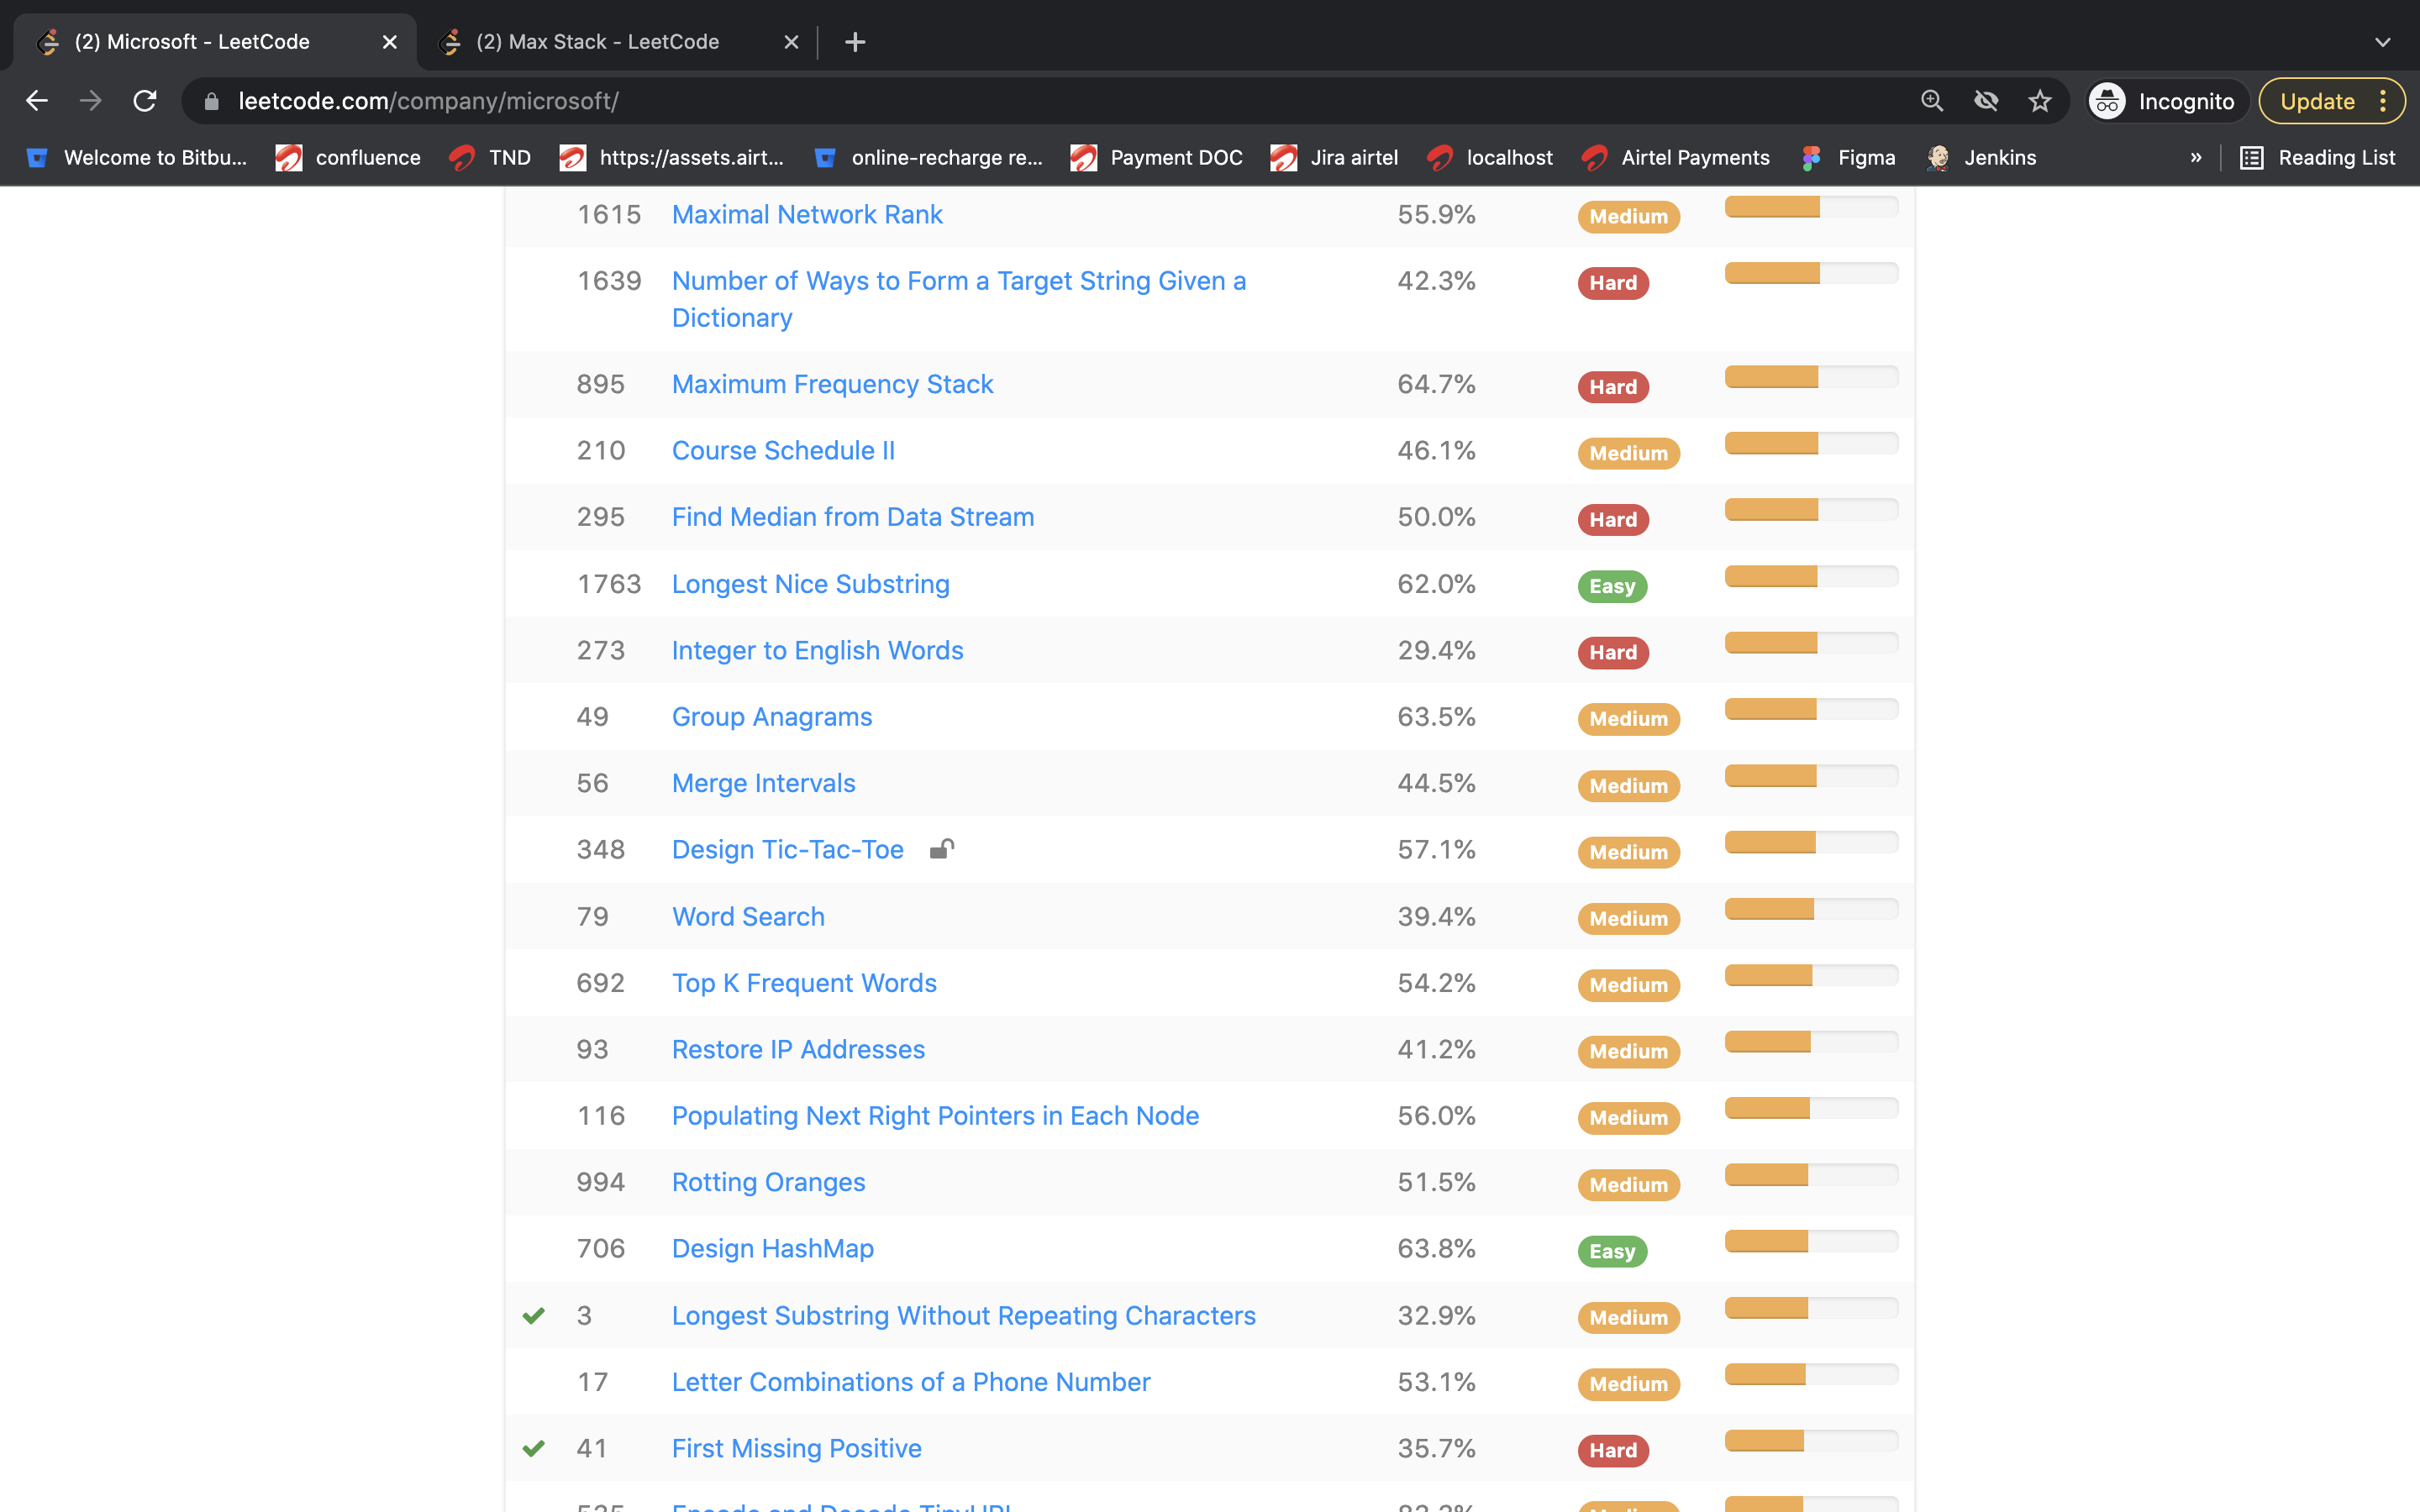 (2) Microsoft - LeetCode
(2) Max Stack - LeetCode
leetcode.com/company/microsoft/
Incognito
Update
Welcome to Bitbu...
confluence
TND
https://assets.airt...
online-recharge re...
Payment DOC
Jira airtel
localhost
Airtel Payments
Figma
Jenkins
»
Reading List
1615 Maximal Network Rank 55.9% Medium
1639 Number of Ways to Form a Target String Given a 42.3% Hard
Dictionary
895 Maximum Frequency Stack 64.7% Hard
210 Course Schedule II 46.1% Medium
295 Find Median from Data Stream 50.0% Hard
1763 Longest Nice Substring 62.0% Easy
273 Integer to English Words 29.4% Hard
49 Group Anagrams 63.5% Medium
56 Merge Intervals 44.5% Medium
348 Design Tic-Tac-Toe 57.1% Medium
79 Word Search 39.4% Medium
692 Top K Frequent Words 54.2% Medium
93 Restore IP Addresses 41.2% Medium
116 Populating Next Right Pointers in Each Node 56.0% Medium
994 Rotting Oranges 51.5% Medium
706 Design HashMap 63.8% Easy
3 Longest Substring Without Repeating Characters 32.9% Medium
17 Letter Combinations of a Phone Number 53.1% Medium
41 First Missing Positive 35.7% Hard
Encode and Decode TinyURL